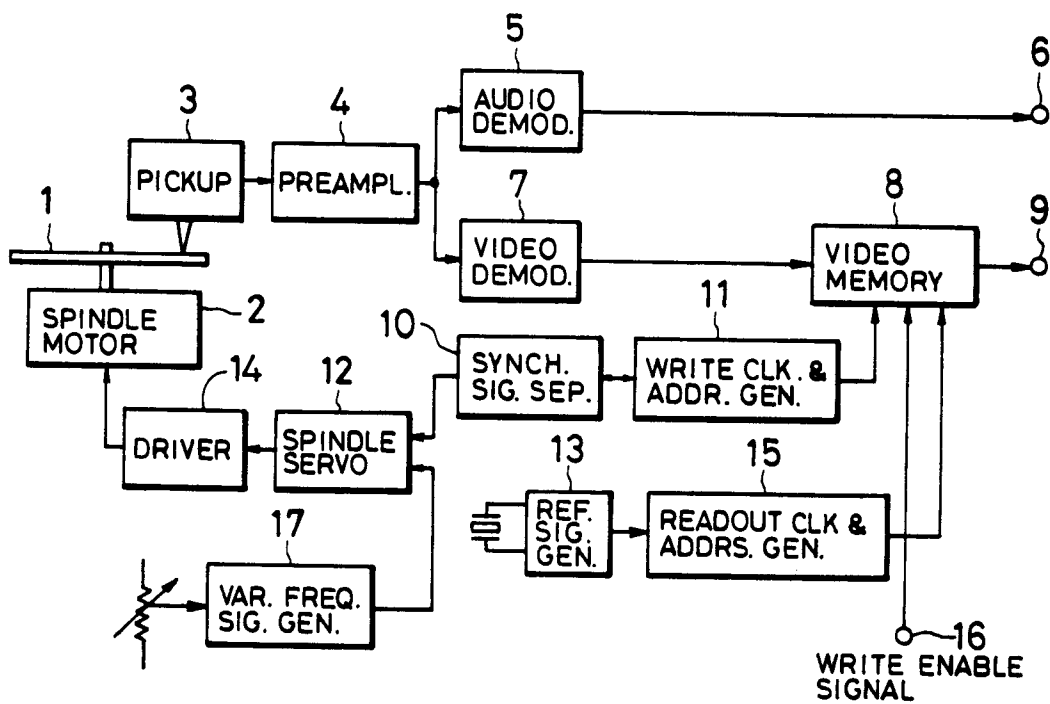 5
6
AUDIO
DEMOD.
3
4
PICKUP
PREAMPL.
7
8
9
1
VIDEO
DEMOD.
VIDEO
MEMORY
2
SPINDLE
MOTOR
10
11
SYNCH.
SIG. SEP.
WRITE CLK. &
ADDR. GEN.
14
12
DRIVER
SPINDLE
SERVO
13
15
REF.
SIG.
GEN.
READOUT CLK &
ADDRS. GEN.
17
VAR. FREQ.
SIG. GEN.
16
WRITE ENABLE
SIGNAL